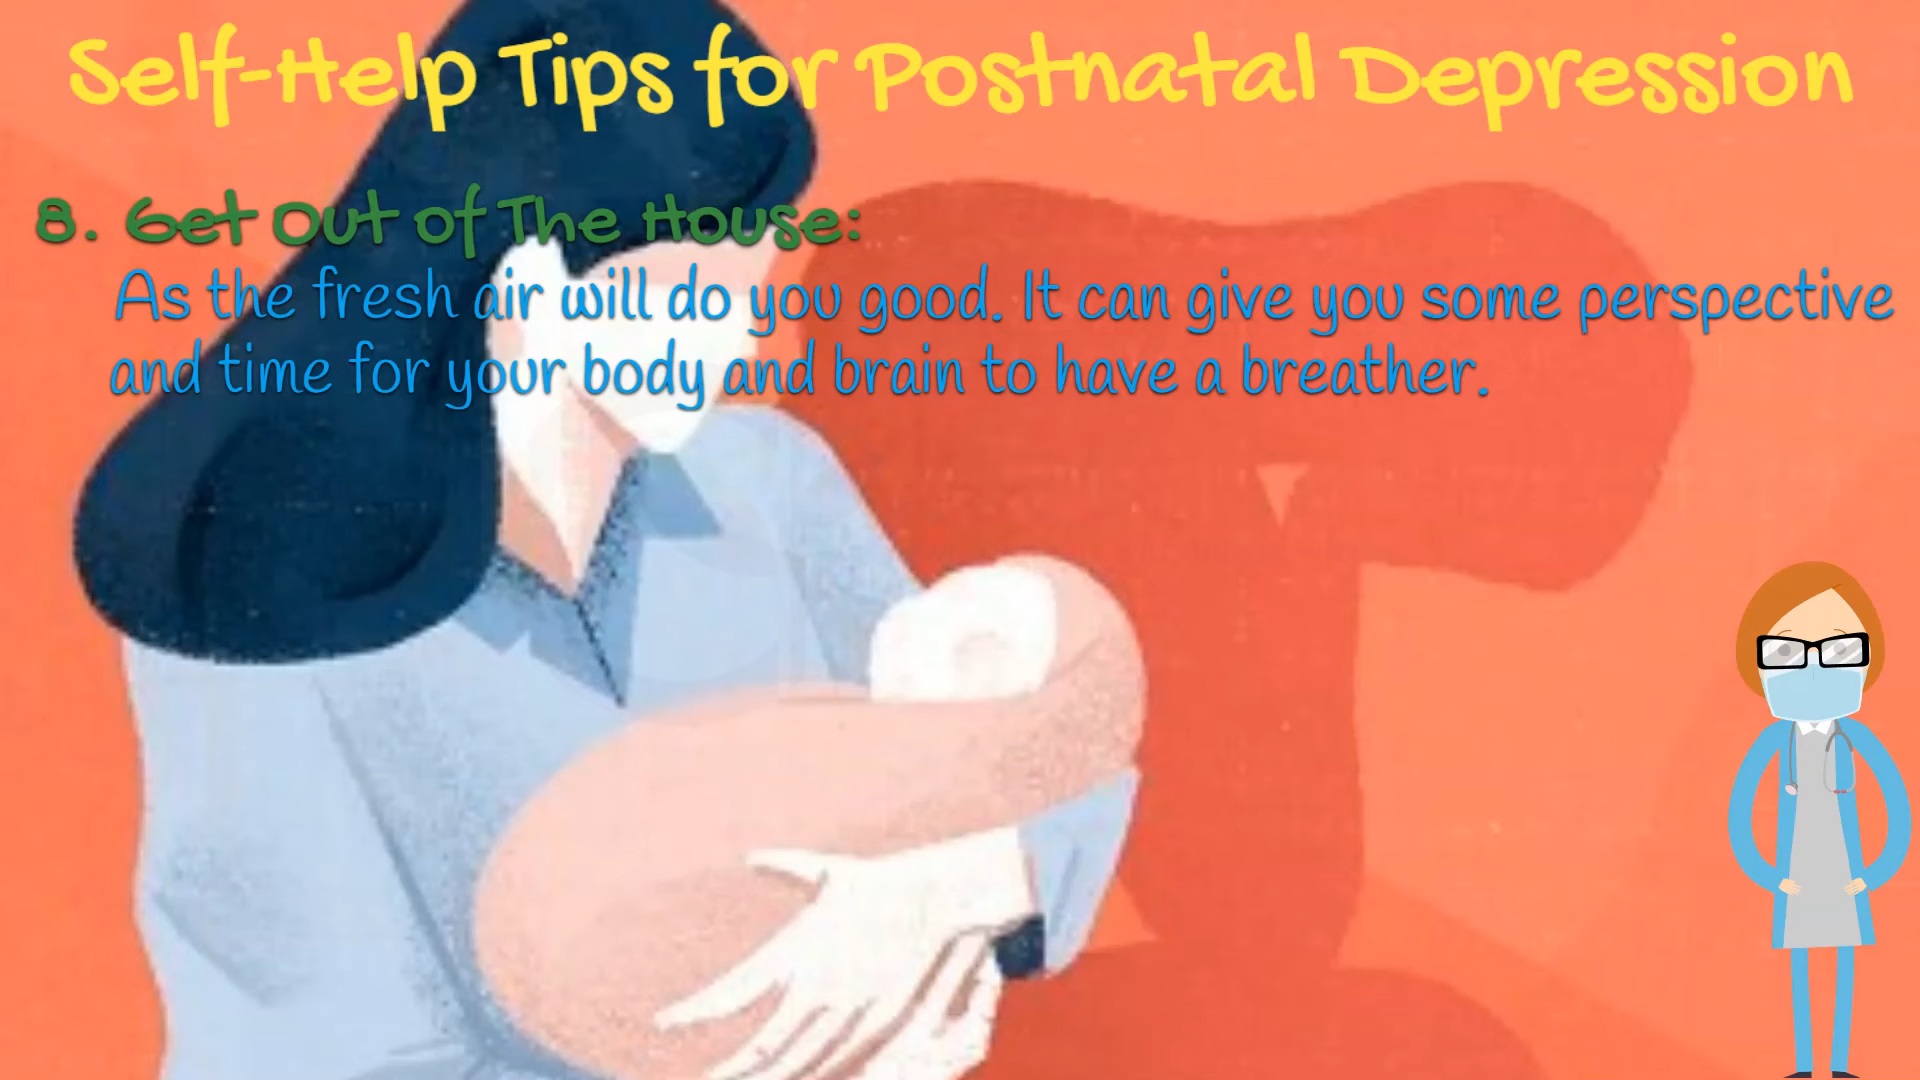 Self-Help Tips for Postnatal Depression
8. Get Out of The House:
As the fresh air will do you good. It can give you some perspective
and time for your body and brain to have a breather.